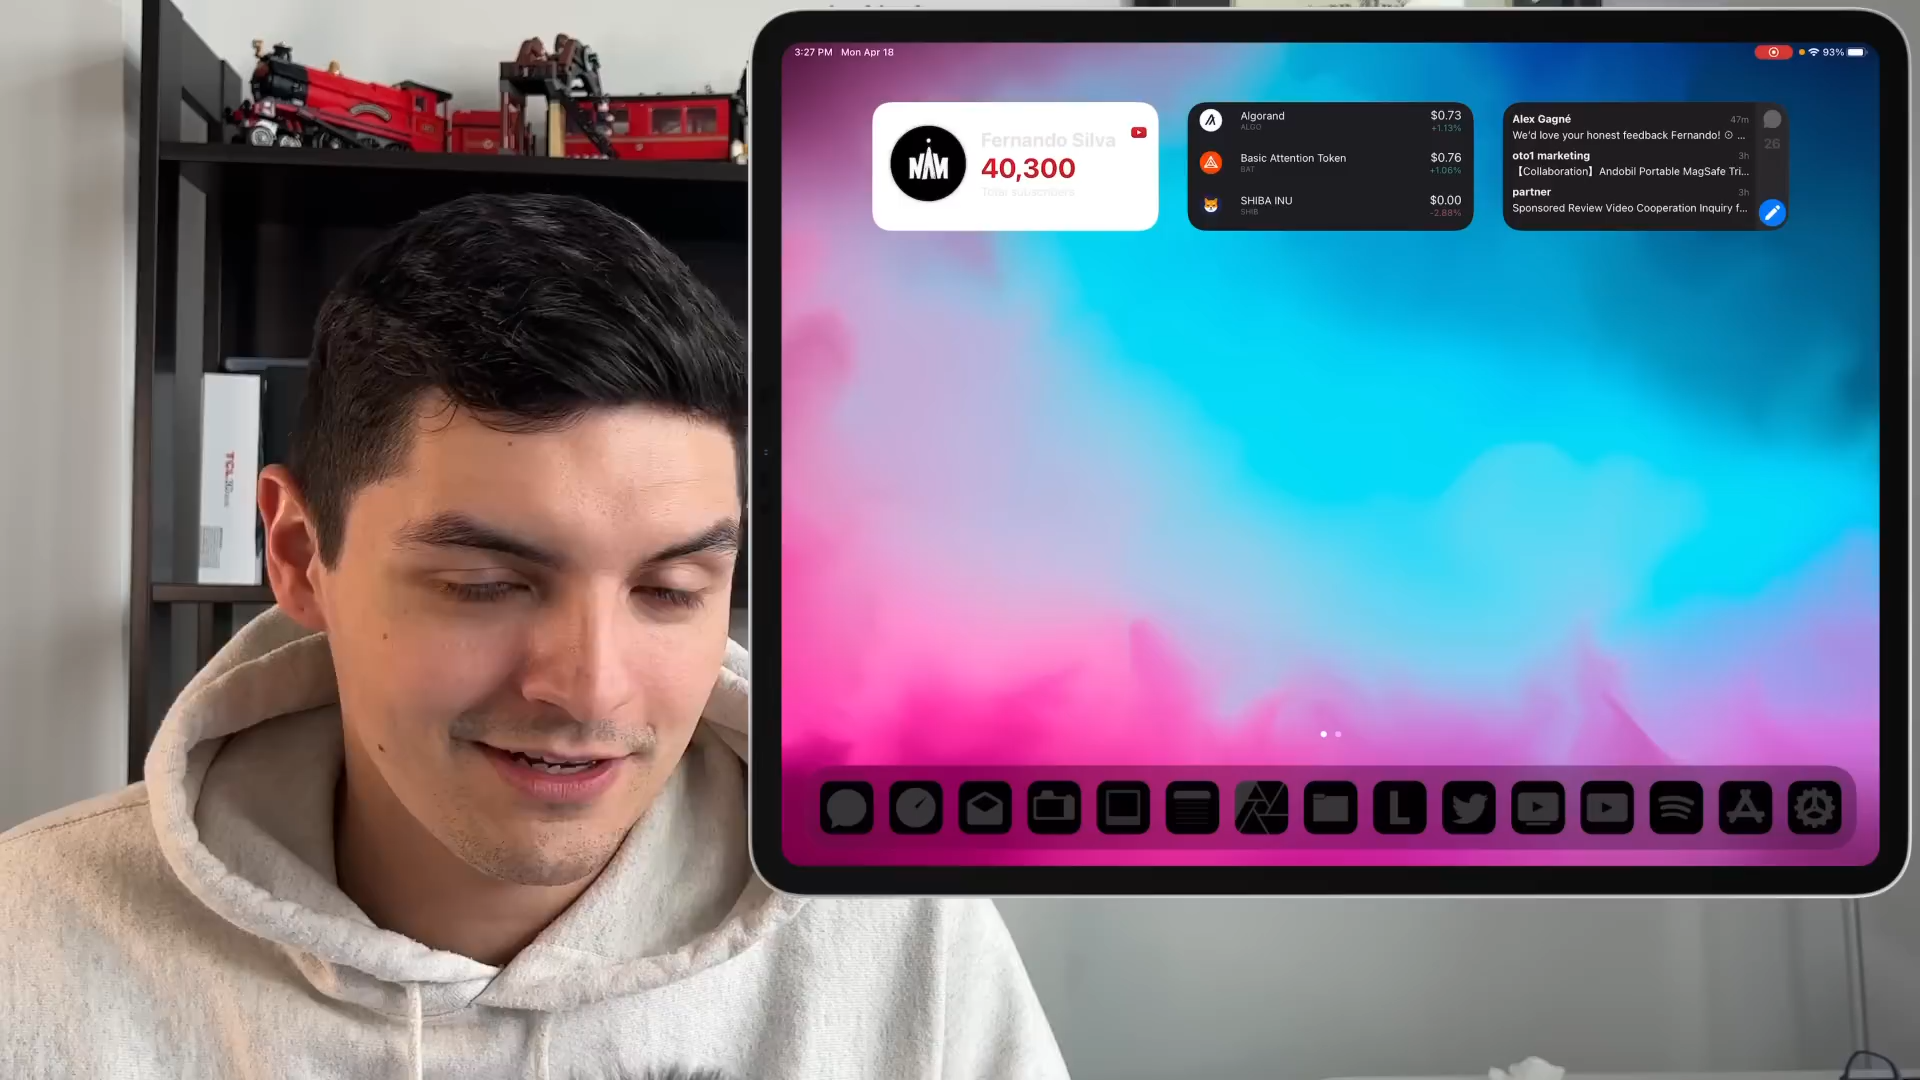 3:27 PM Mon Apr 18
93%
Fernando Silva
40,300
Total subscribers
Algorand
ALGO
$0.73
+1.13%
Basic Attention Token
BAT
$0.76
+1.06%
SHIBA INU
SHIB
$0.00
-2.88%
Alex Gagné 47m
We'd love your honest feedback Fernando! ...
oto1 marketing 3h
【Collaboration】Andobil Portable MagSafe Tri...
partner 3h
Sponsored Review Video Cooperation Inquiry f...
26
TCL
L